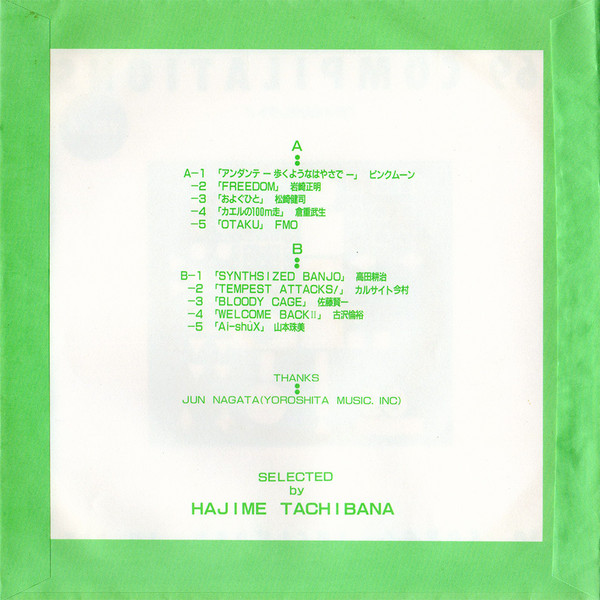 COMPILATION
A
A-1 「アンダンテ ー 歩くようなはやさで ー」 ピンクムーン
-2 「FREEDOM」 岩崎正明
-3 「およぐひと」 松崎健司
-4 「カエルの100m走」 倉重武生
-5 「OTAKU」 FMO
B
B-1 「SYNTHSIZED BANJO」 高田耕治
-2 「TEMPEST ATTACKS!」 カルサイト今村
-3 「BLOODY CAGE」 佐藤賢一
-4 「WELCOME BACKⅡ」 古沢倫裕
-5 「Ai-shūX」 山本珠美
THANKS
JUN NAGATA(YOROSHITA MUSIC. INC)
SELECTED
by
HAJIME TACHIBANA